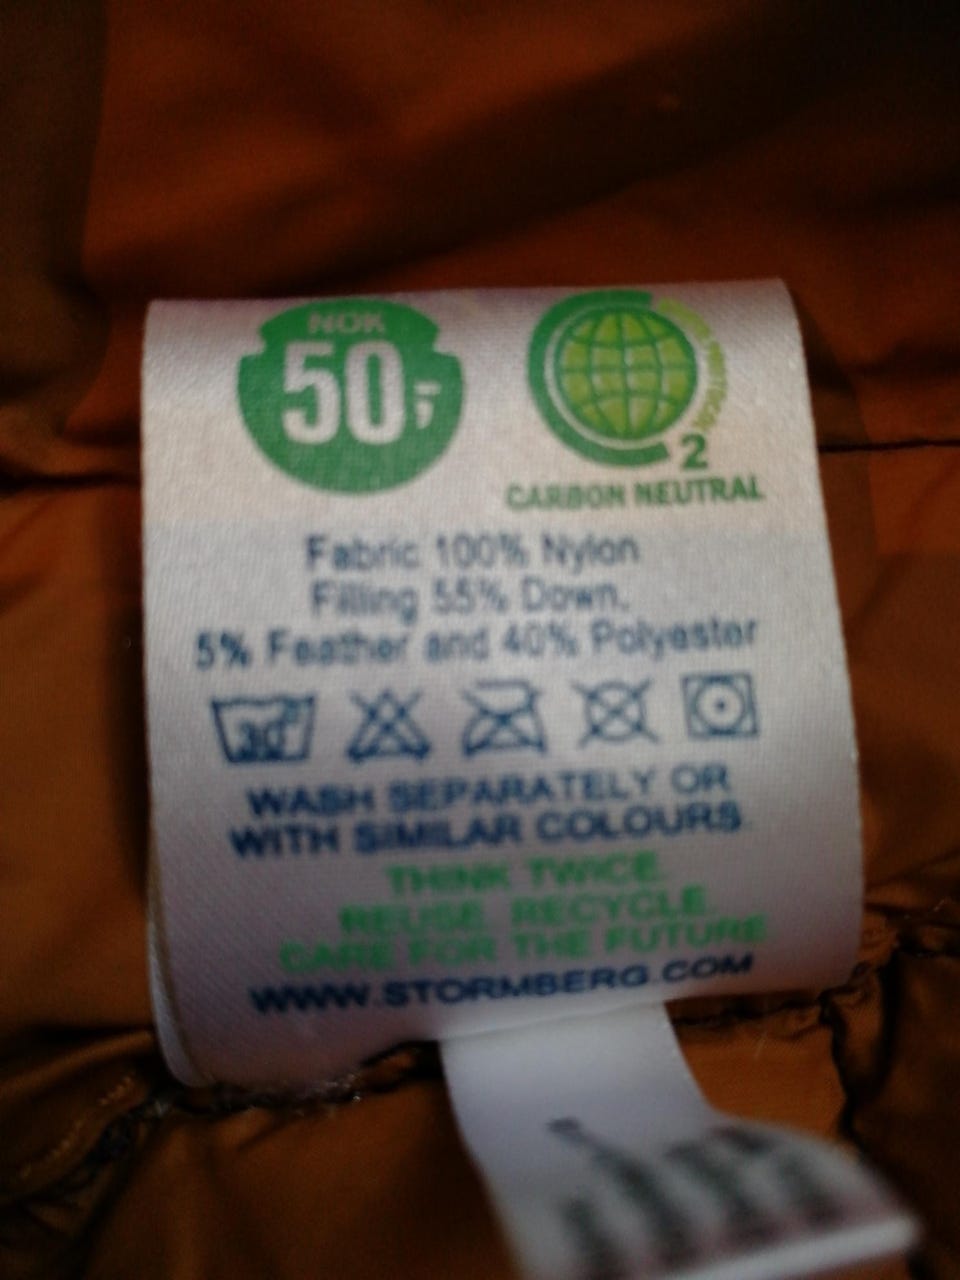 NOK
50,-
2
CARBON NEUTRAL
Fabric 100% Nylon
Filling 55% Down.
5% Feather and 40% Polyester
30°
WASH SEPARATELY OR
WITH SIMILAR COLOURS
THINK TWICE.
REUSE. RECYCLE.
CARE FOR THE FUTURE
WWW.STORMBERG.COM